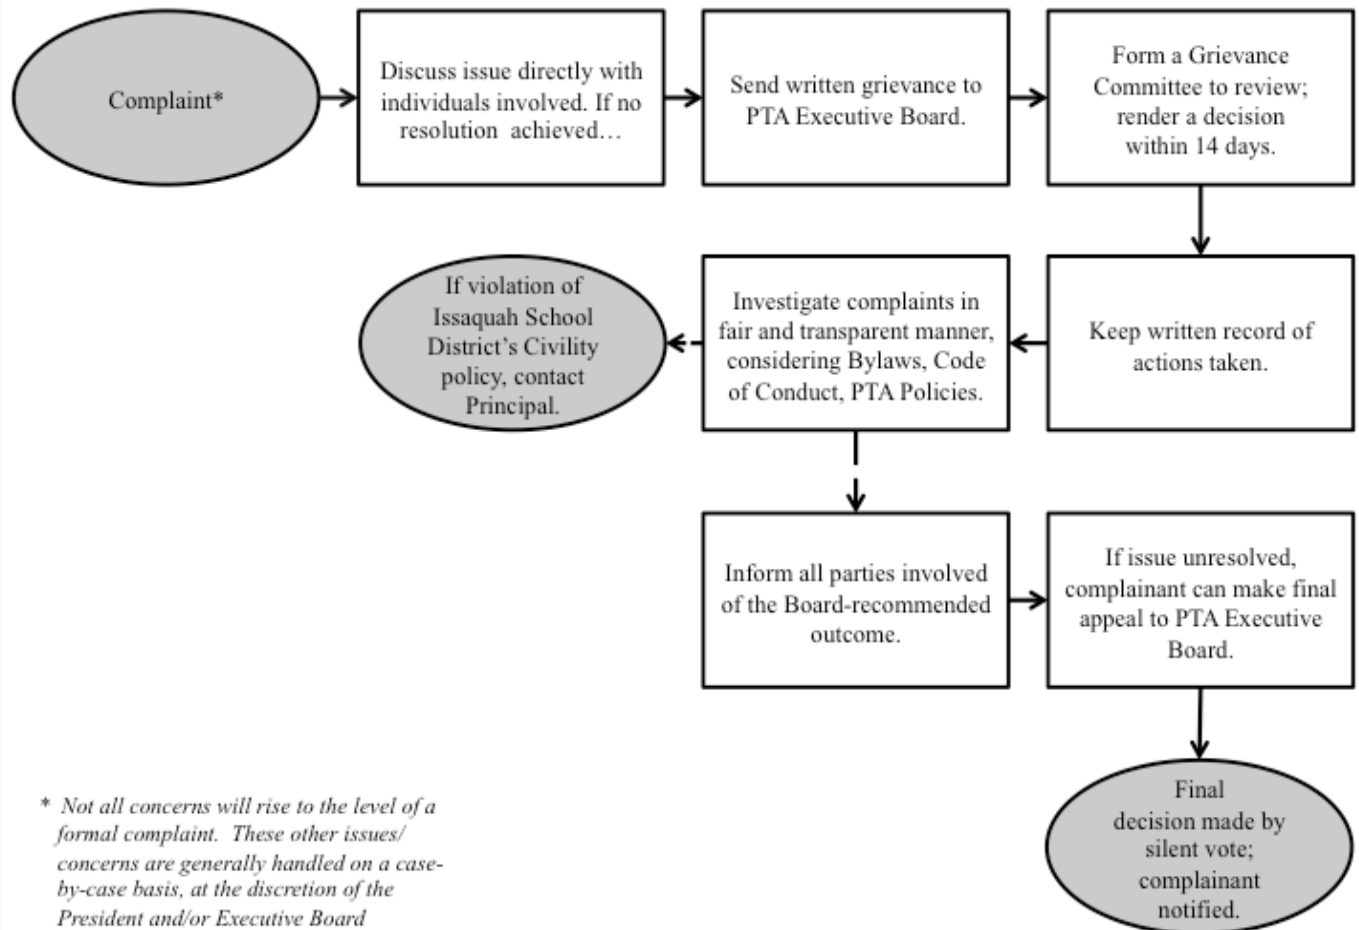 Complaint*
Discuss issue directly with
individuals involved. If no
resolution achieved…
Send written grievance to
PTA Executive Board.
Form a Grievance
Committee to review;
render a decision
within 14 days.
If violation of
Issaquah School
District’s Civility
policy, contact
Principal.
Investigate complaints in
fair and transparent manner,
considering Bylaws, Code
of Conduct, PTA Policies.
Keep written record of
actions taken.
Inform all parties involved
of the Board-recommended
outcome.
If issue unresolved,
complainant can make final
appeal to PTA Executive
Board.
Final
decision made by
silent vote;
complainant
notified.
* Not all concerns will rise to the level of a
formal complaint. These other issues/
concerns are generally handled on a case-
by-case basis, at the discretion of the
President and/or Executive Board